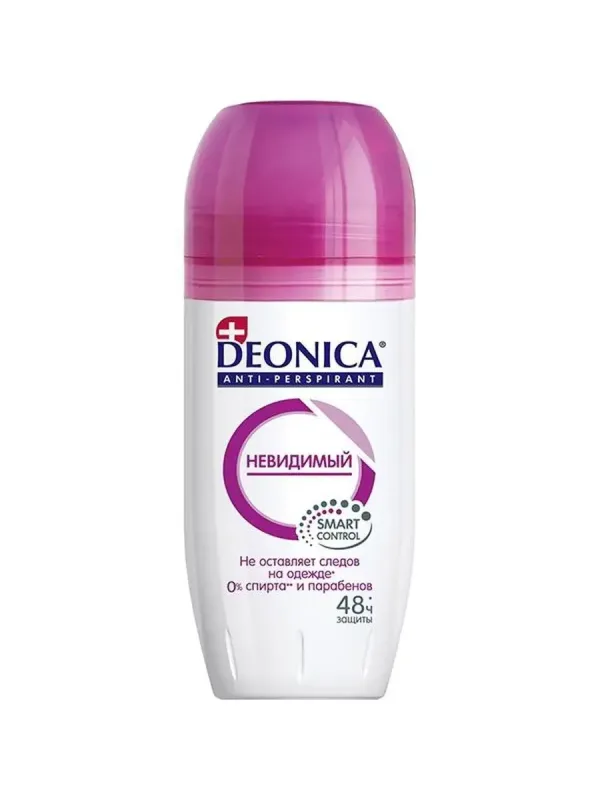 DEONICA®
ANTI-PERSPIRANT
НЕВИДИМЫЙ
SMART
CONTROL
Не оставляет следов
на одежде*
0% спирта** и парабенов
48ч*
защиты